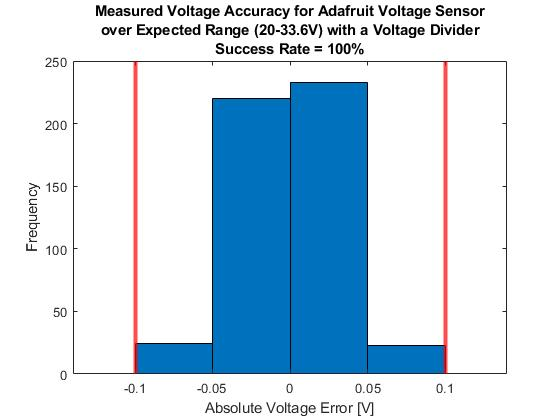 Measured Voltage Accuracy for Adafruit Voltage Sensor
over Expected Range (20-33.6V) with a Voltage Divider
Success Rate = 100%
250
200
150
100
50
0
Frequency
-0.1
-0.05
0
0.05
0.1
Absolute Voltage Error [V]